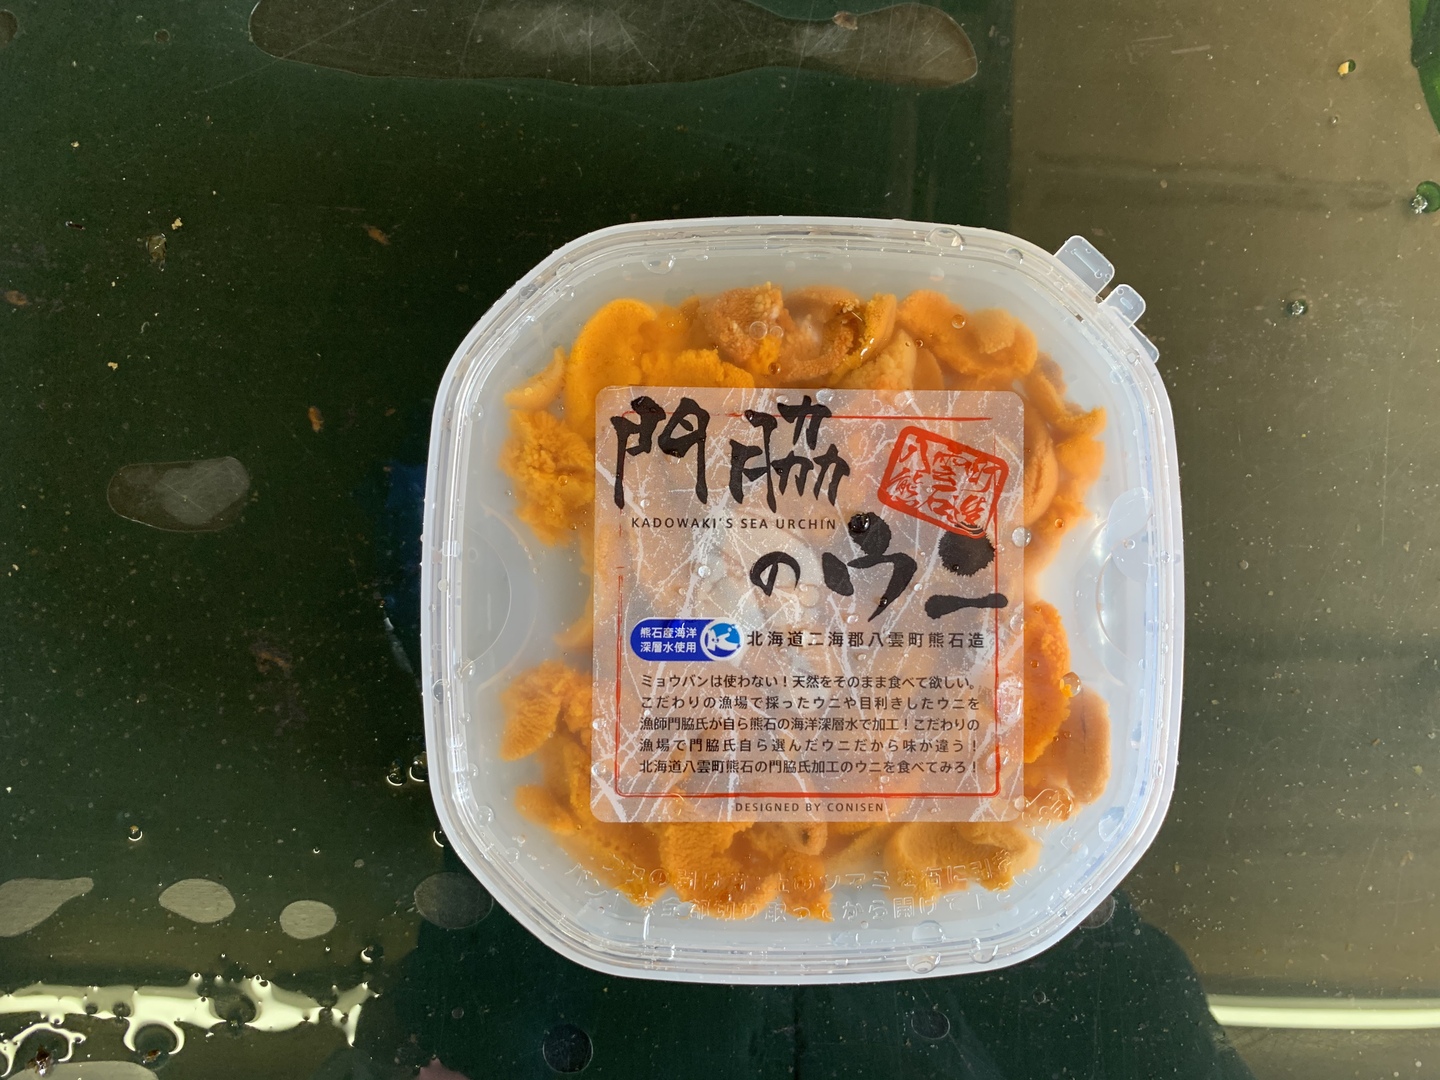 門脇
KADOWAKI'S SEA URCHIN
のウニ
熊石産海洋
深層水使用
北海道二海郡八雲町熊石造
ミョウバンは使わない！天然をそのまま食べて欲しい。
こだわりの漁場で採ったウニや目利きしたウニを
漁師門脇氏が自ら熊石の海洋深層水で加工！こだわりの
漁場で門脇氏自ら選んだウニだから味が違う！
北海道八雲町熊石の門脇氏加工のウニを食べてみろ！
DESIGNED BY CONISEN
から開けて